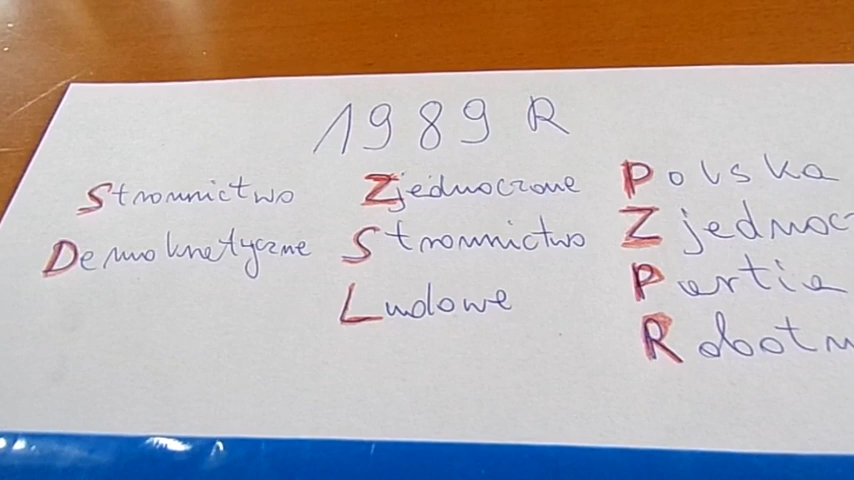 1989 R
Stronnictwo
Demokratyczne
Zjednoczone
Stronnictwo
Ludowe
Polska
Zjednoc
Partia
Robotn